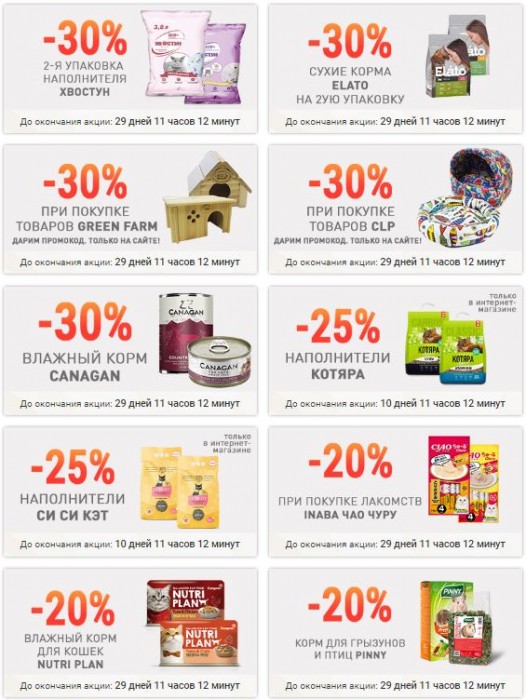 -30%
2-Я УПАКОВКА
НАПОЛНИТЕЛЯ
ХВОСТУН
До окончания акции: 29 дней 11 часов 12 минут
-30%
СУХИЕ КОРМА
ELATO
НА 2УЮ УПАКОВКУ
Elato
До окончания акции: 29 дней 11 часов 12 минут
-30%
ПРИ ПОКУПКЕ
ТОВАРОВ GREEN FARM
ДАРИМ ПРОМОКОД. ТОЛЬКО НА САЙТЕ!
До окончания акции: 29 дней 11 часов 12 минут
-30%
ПРИ ПОКУПКЕ
ТОВАРОВ CLP
ДАРИМ ПРОМОКОД. ТОЛЬКО НА САЙТЕ!
До окончания акции: 29 дней 11 часов 12 минут
-30%
ВЛАЖНЫЙ КОРМ
CANAGAN
CANAGAN
CANAGAN
До окончания акции: 29 дней 11 часов 12 минут
только
в интернет-
магазине
-25%
НАПОЛНИТЕЛИ
КОТЯРА
КОТЯРА
КОТЯРА
До окончания акции: 10 дней 11 часов 12 минут
только
в интернет-
магазине
-25%
НАПОЛНИТЕЛИ
СИ СИ КЭТ
До окончания акции: 10 дней 11 часов 12 минут
-20%
ПРИ ПОКУПКЕ ЛАКОМСТВ
INABA ЧАО ЧУРУ
CIAO
До окончания акции: 29 дней 11 часов 12 минут
-20%
ВЛАЖНЫЙ КОРМ
ДЛЯ КОШЕК
NUTRI PLAN
NUTRI
PLAN
NUTRI
PLAN
До окончания акции: 29 дней 11 часов 12 минут
-20%
КОРМ ДЛЯ ГРЫЗУНОВ
И ПТИЦ PINNY
PINNY
PINNY
До окончания акции: 29 дней 11 часов 12 минут